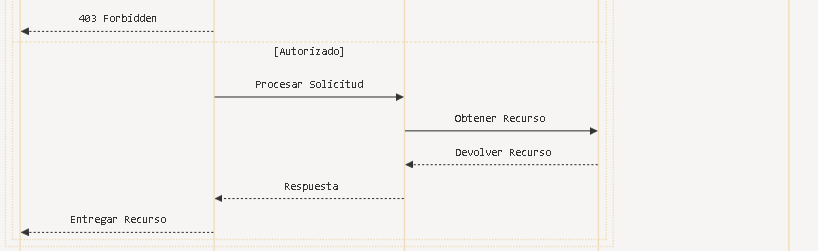 403 Forbidden
[Autorizado]
Procesar Solicitud
Obtener Recurso
Devolver Recurso
Respuesta
Entregar Recurso